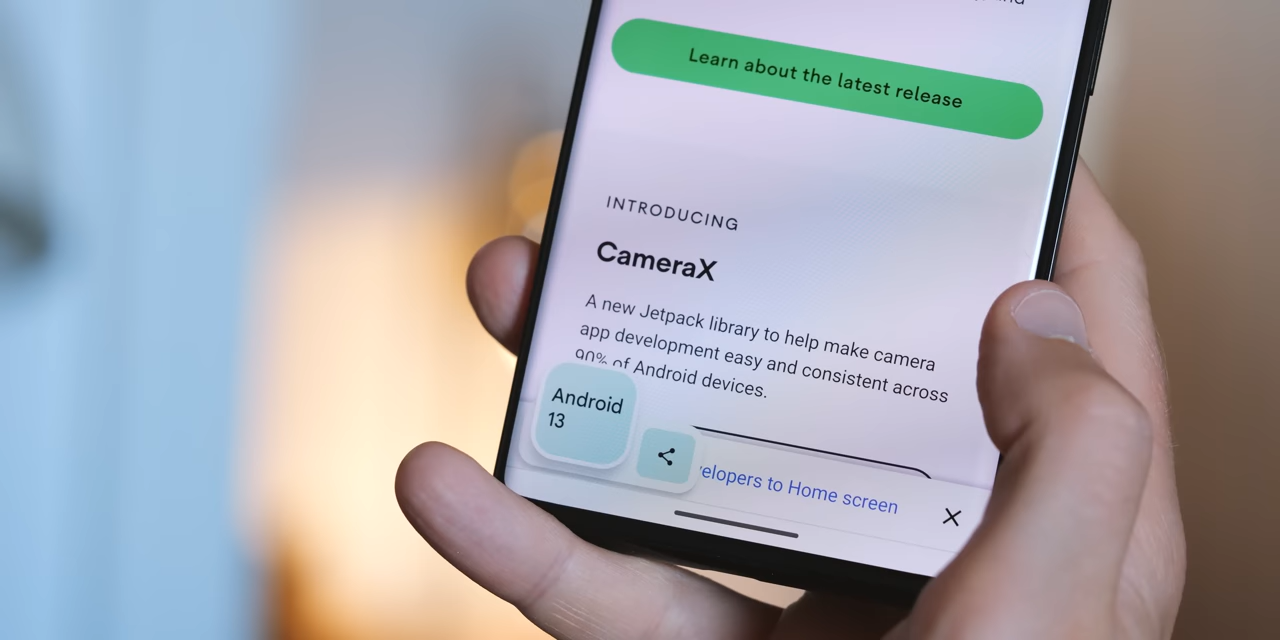 Learn about the latest release
INTRODUCING
CameraX
A new Jetpack library to help make camera
app development easy and consistent across
90% of Android devices.
Android
13
to Home screen